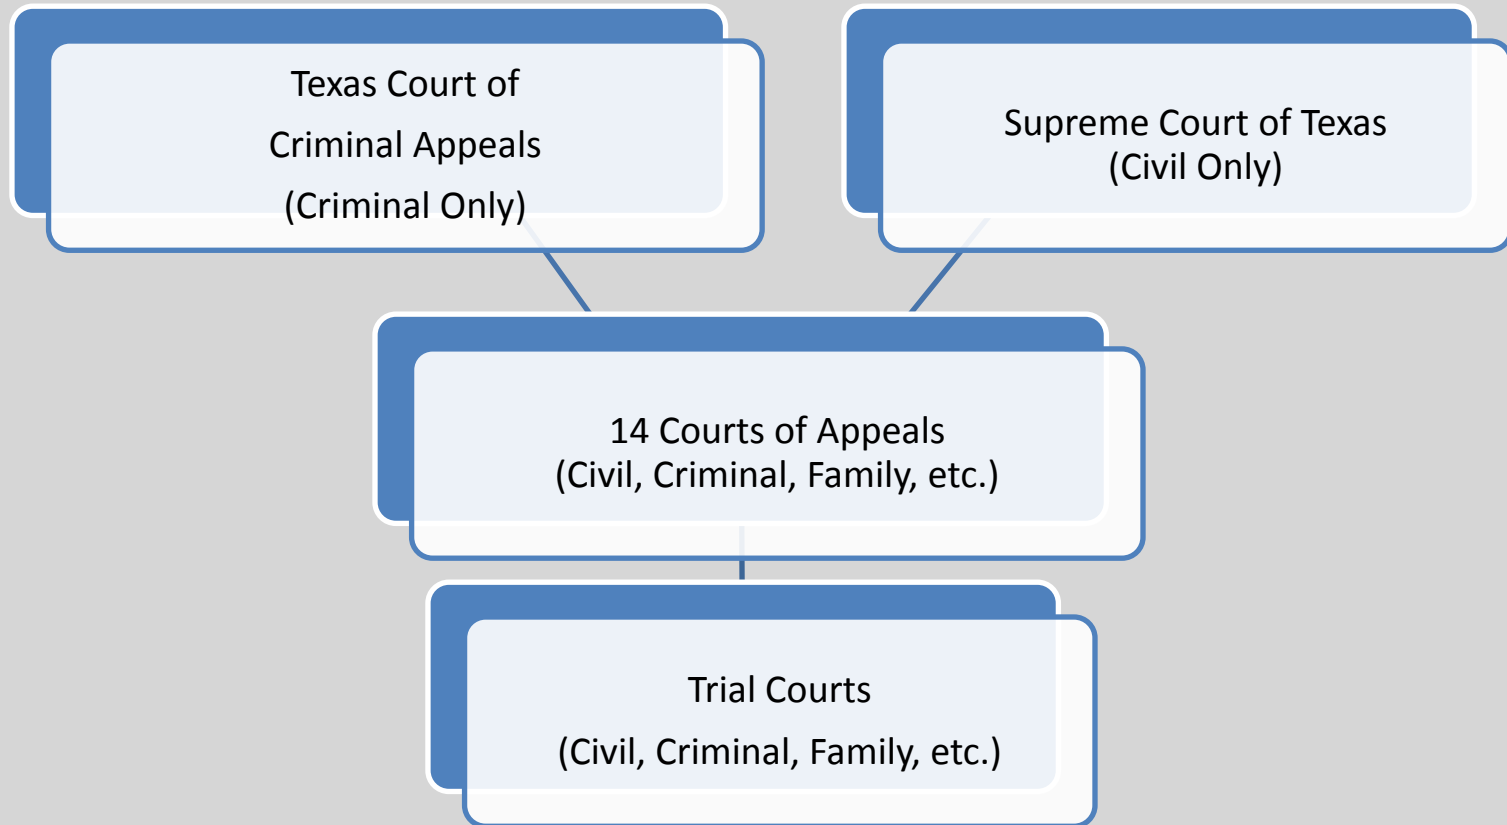 Texas Court of
Criminal Appeals
(Criminal Only)
Supreme Court of Texas
(Civil Only)
14 Courts of Appeals
(Civil, Criminal, Family, etc.)
Trial Courts
(Civil, Criminal, Family, etc.)